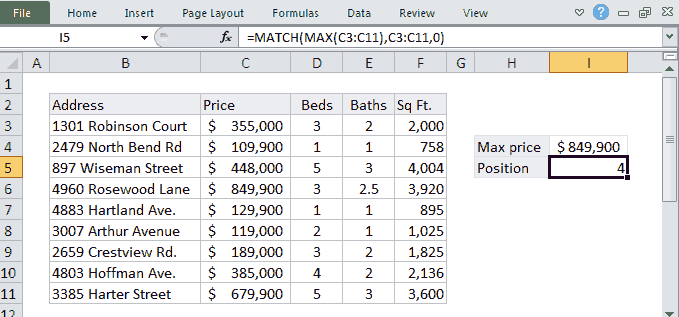 File Home Insert Page Layout Formulas Data Review View
I5 fx =MATCH(MAX(C3:C11),C3:C11,0)
A B C D E F G H I
1
2 Address Price Beds Baths Sq Ft.
3 1301 Robinson Court $ 355,000 3 2 2,000
4 2479 North Bend Rd $ 109,900 1 1 758 Max price $ 849,900
5 897 Wiseman Street $ 448,000 5 3 4,004 Position 4
6 4960 Rosewood Lane $ 849,900 3 2.5 3,920
7 4883 Hartland Ave. $ 129,900 1 1 895
8 3007 Arthur Avenue $ 119,000 2 1 1,025
9 2659 Crestview Rd. $ 189,000 3 2 1,825
10 4803 Hoffman Ave. $ 385,000 4 2 2,136
11 3385 Harter Street $ 679,900 5 3 3,600
12